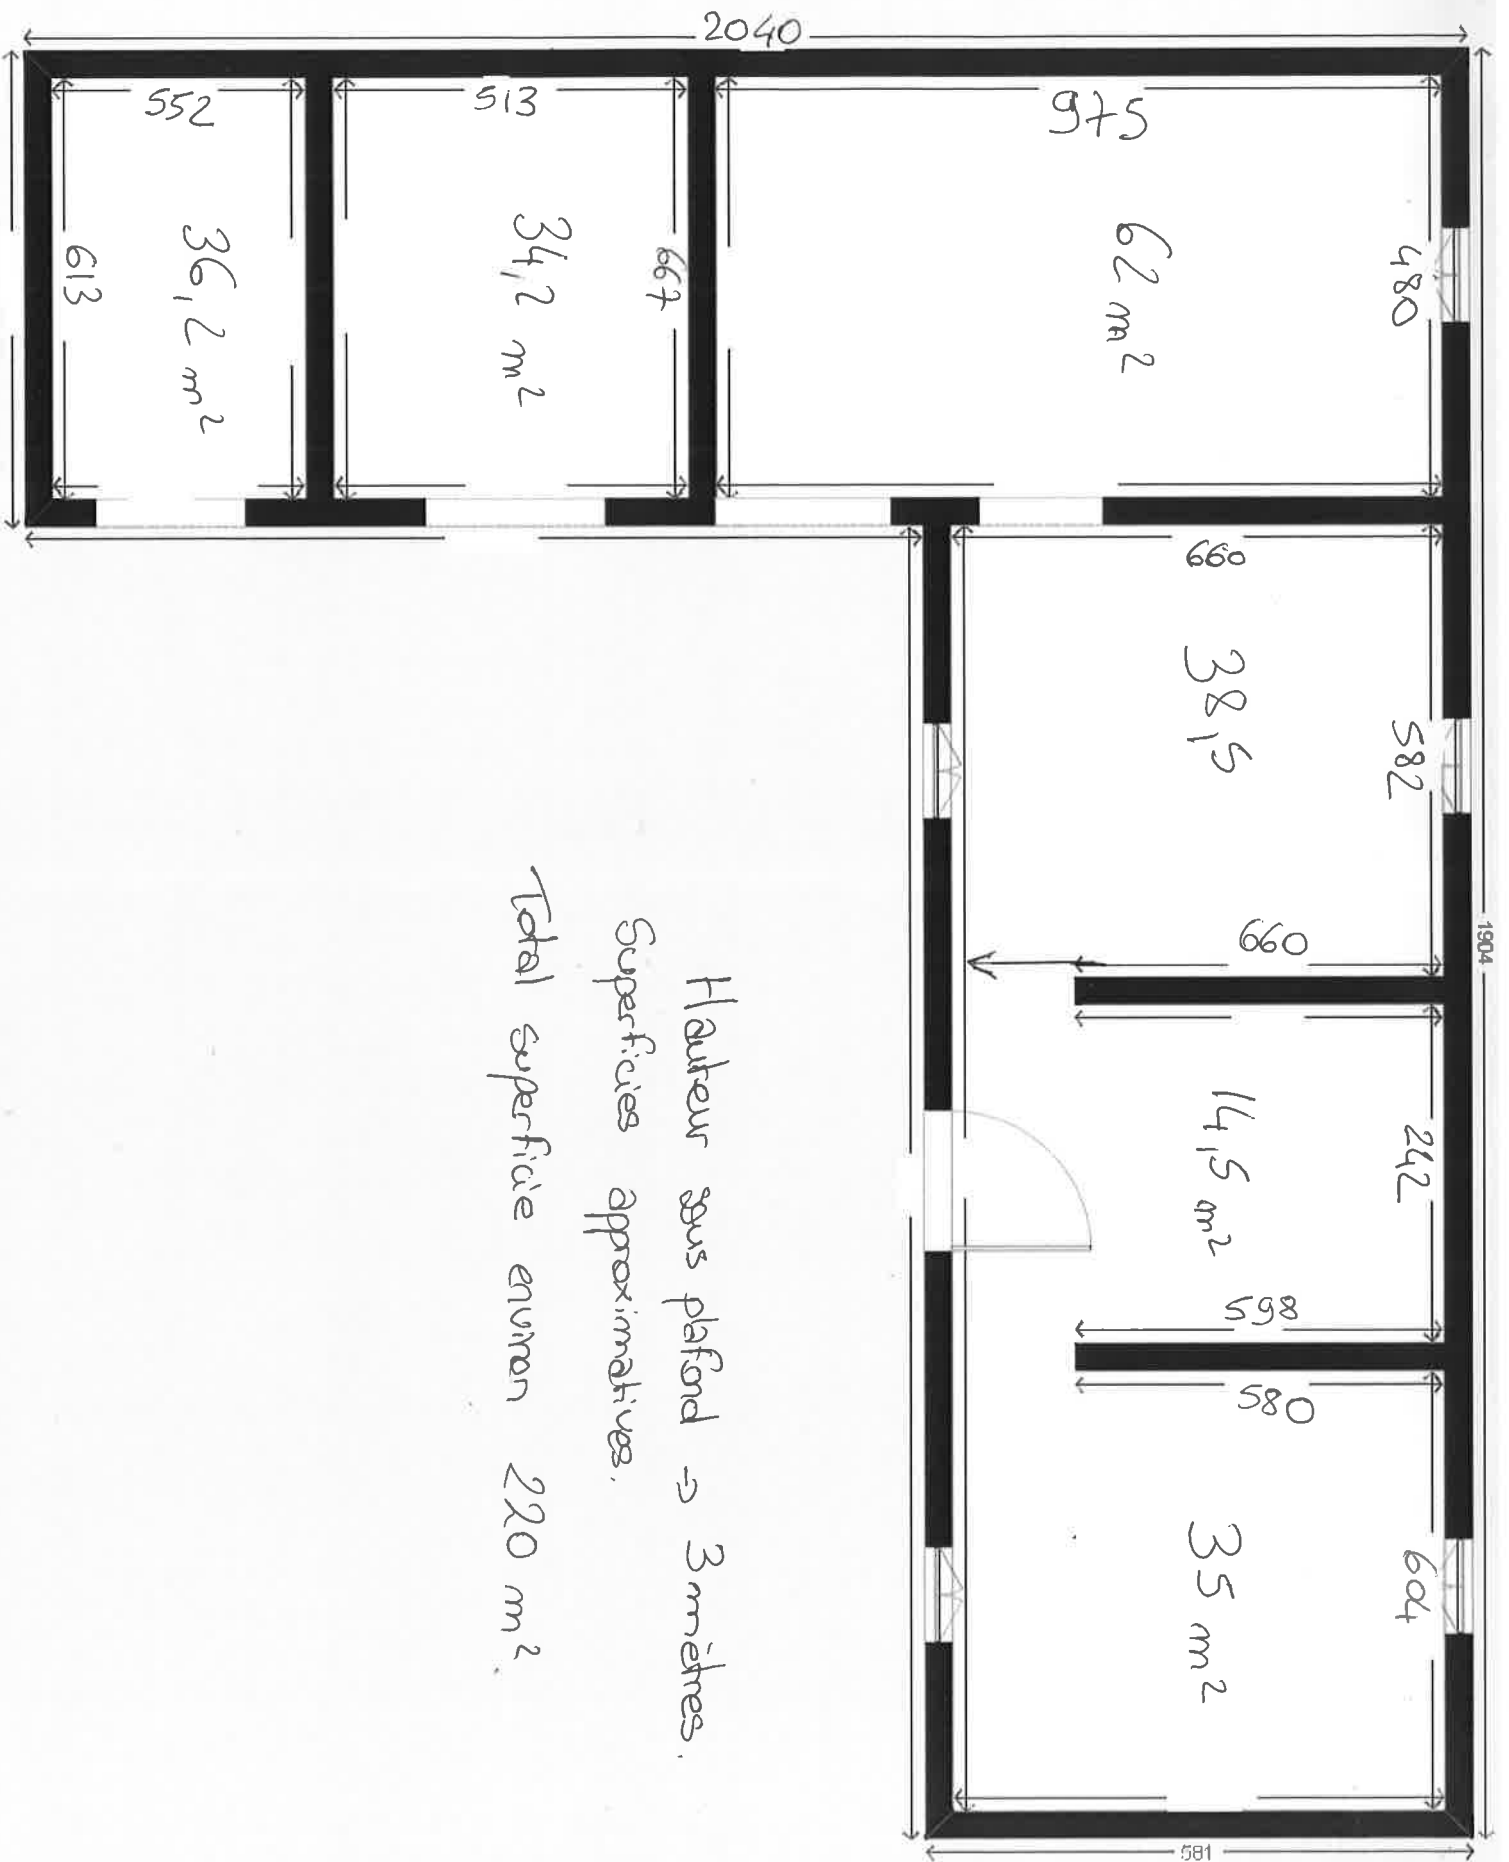 2040
552
513
975
613
36,2 m²
34,2 m²
667
62 m²
480
660
38,5
582
660
1904
14,5 m²
242
598
580
35 m²
604
581
Hauteur sous plafond → 3 mètres.
Superficies approximatives.
Total superficie environ 220 m²